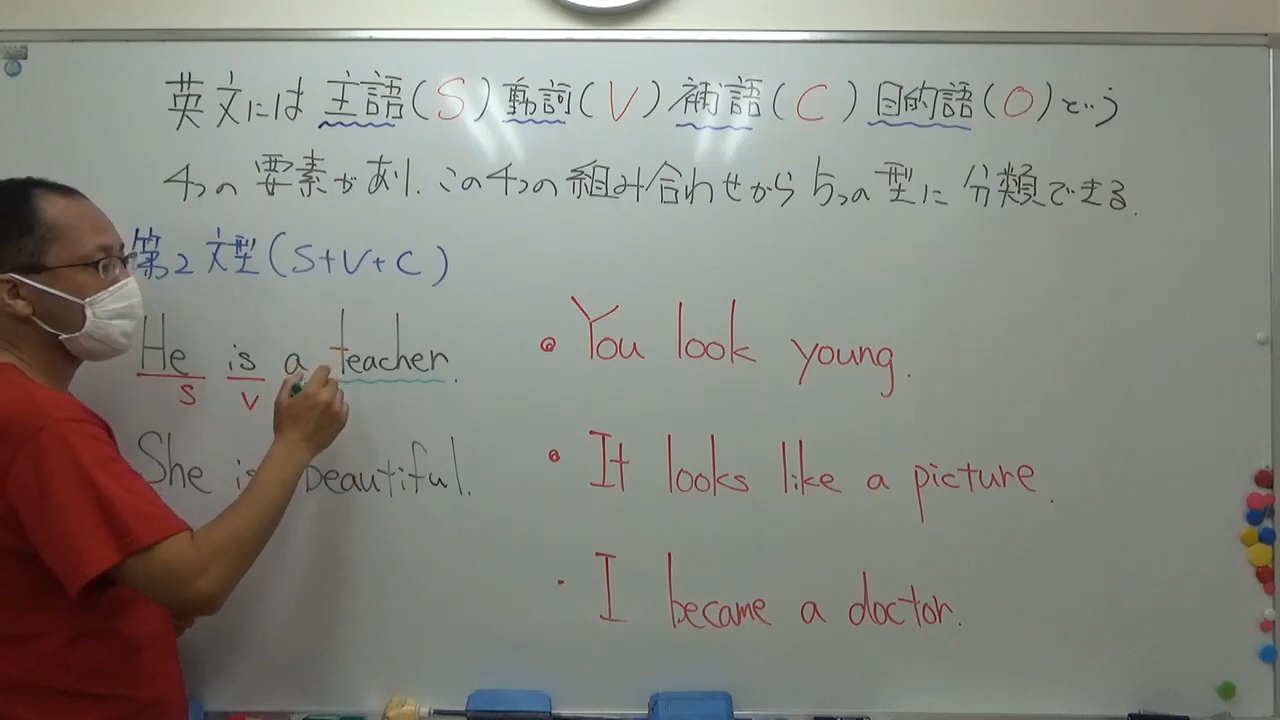 英文には主語(S)動詞(V)補語(C)目的語(O)という
4つの要素があり.この4つの組み合わせから5つの型に分類できる.
第2文型(S+V+C)
He is a teacher.
S V
She is beautiful.
• You look young.
• It looks like a picture.
• I became a doctor.